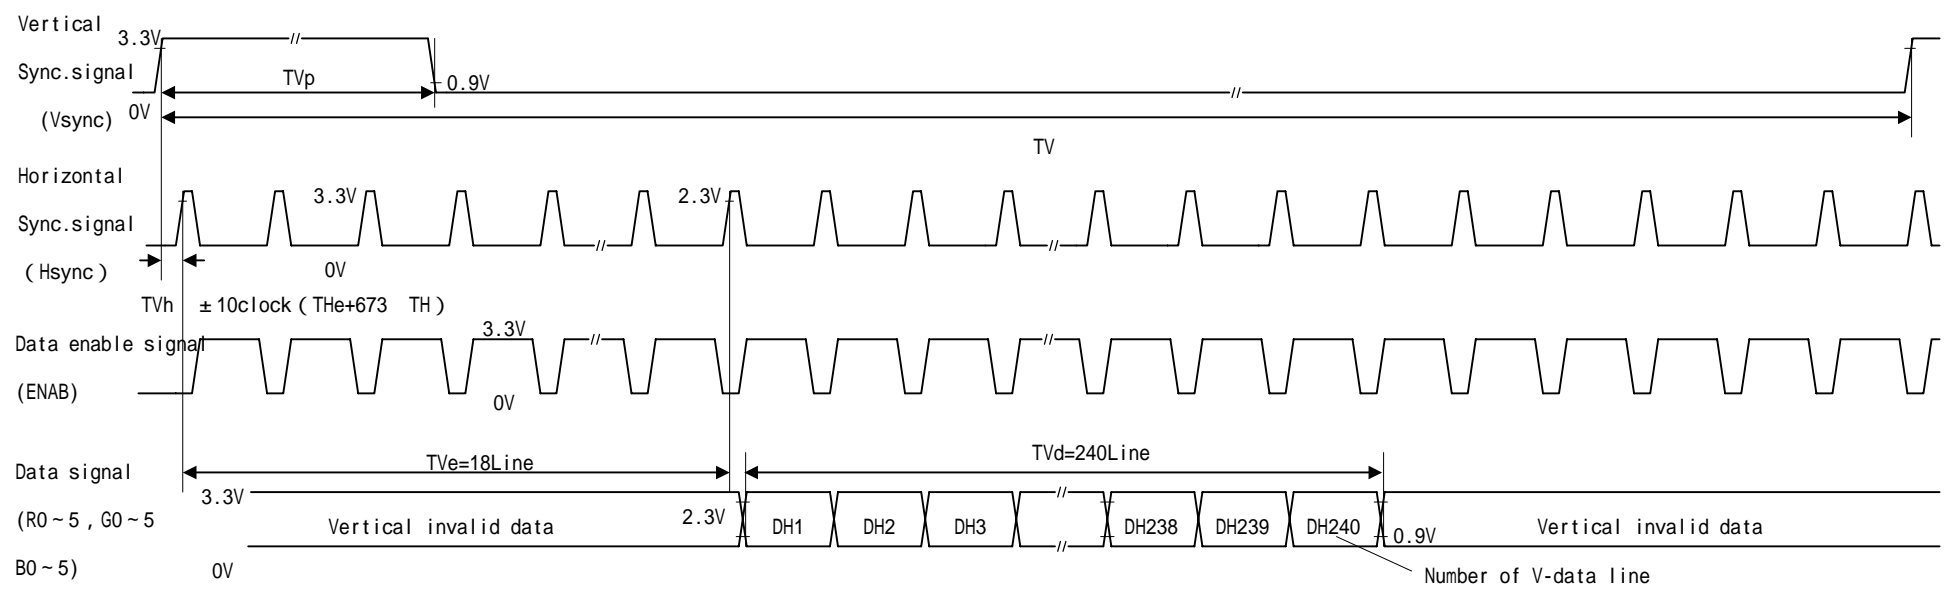 Vertical
3.3V
Sync.signal
TVp
0.9V
(Vsync)
0V
TV
Horizontal
3.3V
2.3V
Sync.signal
(Hsync)
0V
TVh ±10clock(THe+673 TH)
3.3V
Data enable signal
(ENAB)
0V
TVe=18Line
TVd=240Line
Data signal
3.3V
(R0~5,G0~5
Vertical invalid data
2.3V
DH1
DH2
DH3
DH238
DH239
DH240
0.9V
Vertical invalid data
B0~5)
0V
Number of V-data line